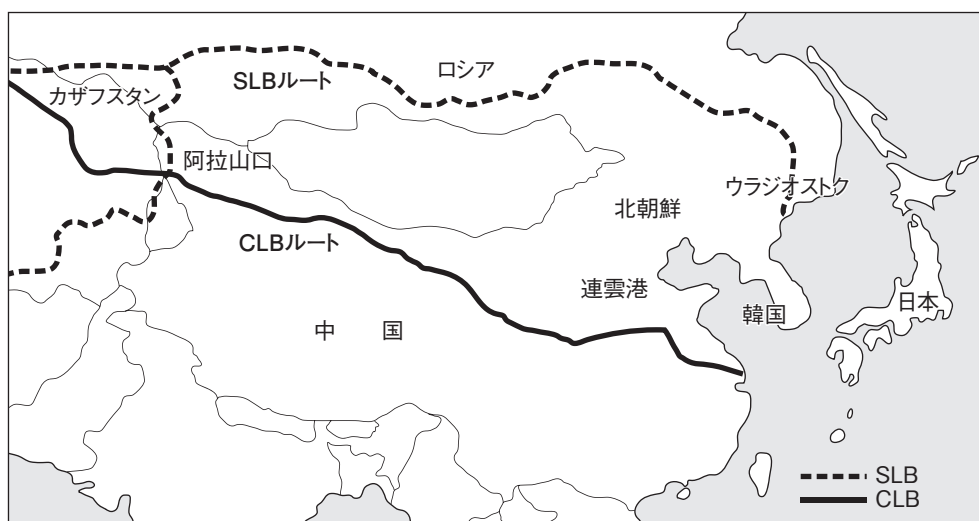 ロシア
カザフスタン
SLBルート
阿拉山口
ウラジオストク
北朝鮮
CLBルート
連雲港
韓国
日本
中　国
SLB
CLB